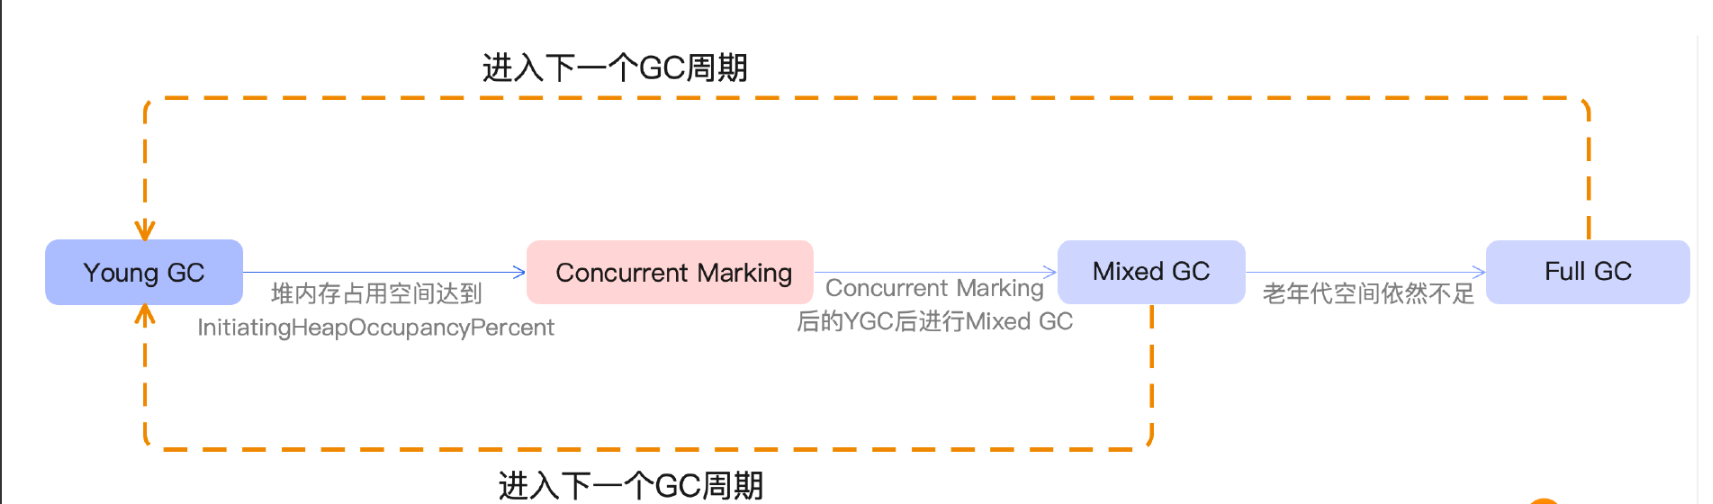 进入下一个GC周期
Young GC
Concurrent Marking
Mixed GC
Full GC
堆内存占用空间达到
InitiatingHeapOccupancyPercent
Concurrent Marking
后的YGC后进行Mixed GC
老年代空间依然不足
进入下一个GC周期